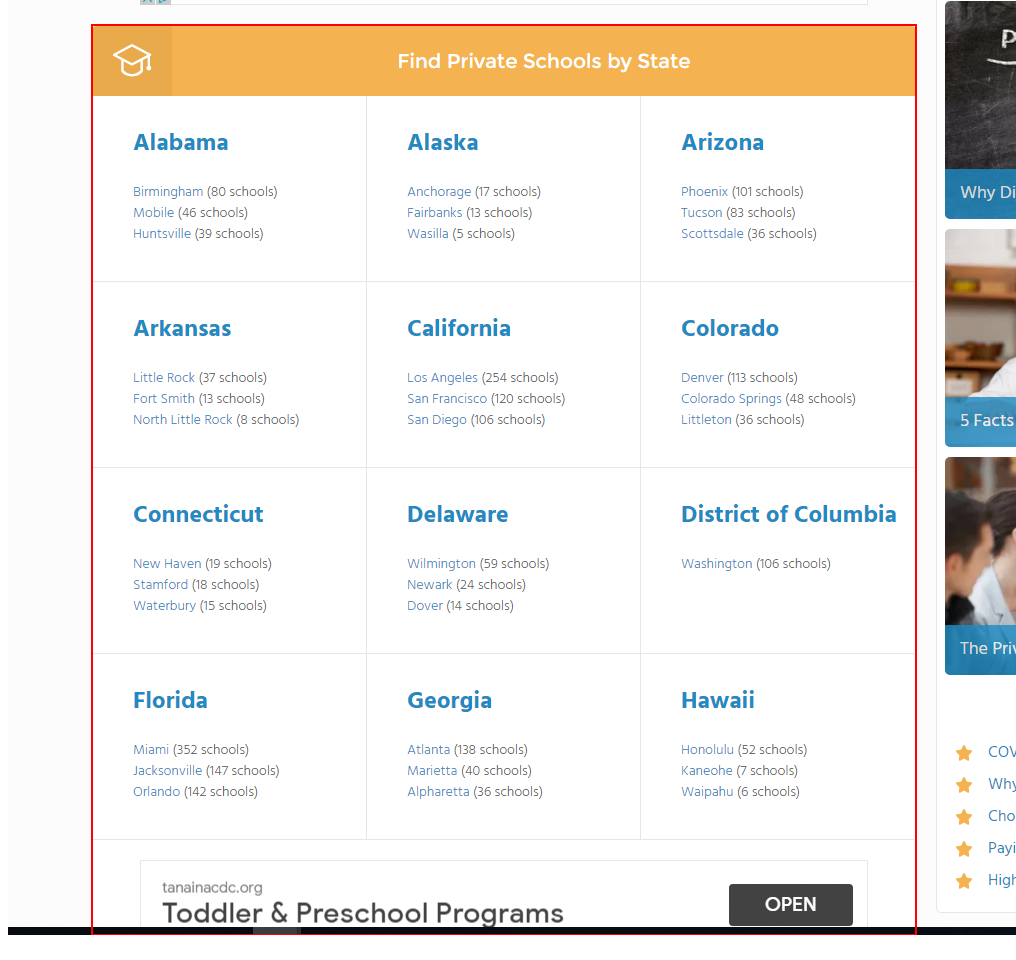 Find Private Schools by State
Alabama
Birmingham (80 schools)
Mobile (46 schools)
Huntsville (39 schools)
Alaska
Anchorage (17 schools)
Fairbanks (13 schools)
Wasilla (5 schools)
Arizona
Phoenix (101 schools)
Tucson (83 schools)
Scottsdale (36 schools)
Arkansas
Little Rock (37 schools)
Fort Smith (13 schools)
North Little Rock (8 schools)
California
Los Angeles (254 schools)
San Francisco (120 schools)
San Diego (106 schools)
Colorado
Denver (113 schools)
Colorado Springs (48 schools)
Littleton (36 schools)
Connecticut
New Haven (19 schools)
Stamford (18 schools)
Waterbury (15 schools)
Delaware
Wilmington (59 schools)
Newark (24 schools)
Dover (14 schools)
District of Columbia
Washington (106 schools)
Florida
Miami (352 schools)
Jacksonville (147 schools)
Orlando (142 schools)
Georgia
Atlanta (138 schools)
Marietta (40 schools)
Alpharetta (36 schools)
Hawaii
Honolulu (52 schools)
Kaneohe (7 schools)
Waipahu (6 schools)
tanainacdc.org
Toddler & Preschool Programs
OPEN
P
Why Di
5 Facts
The Priv
COV
Why
Cho
Payi
High